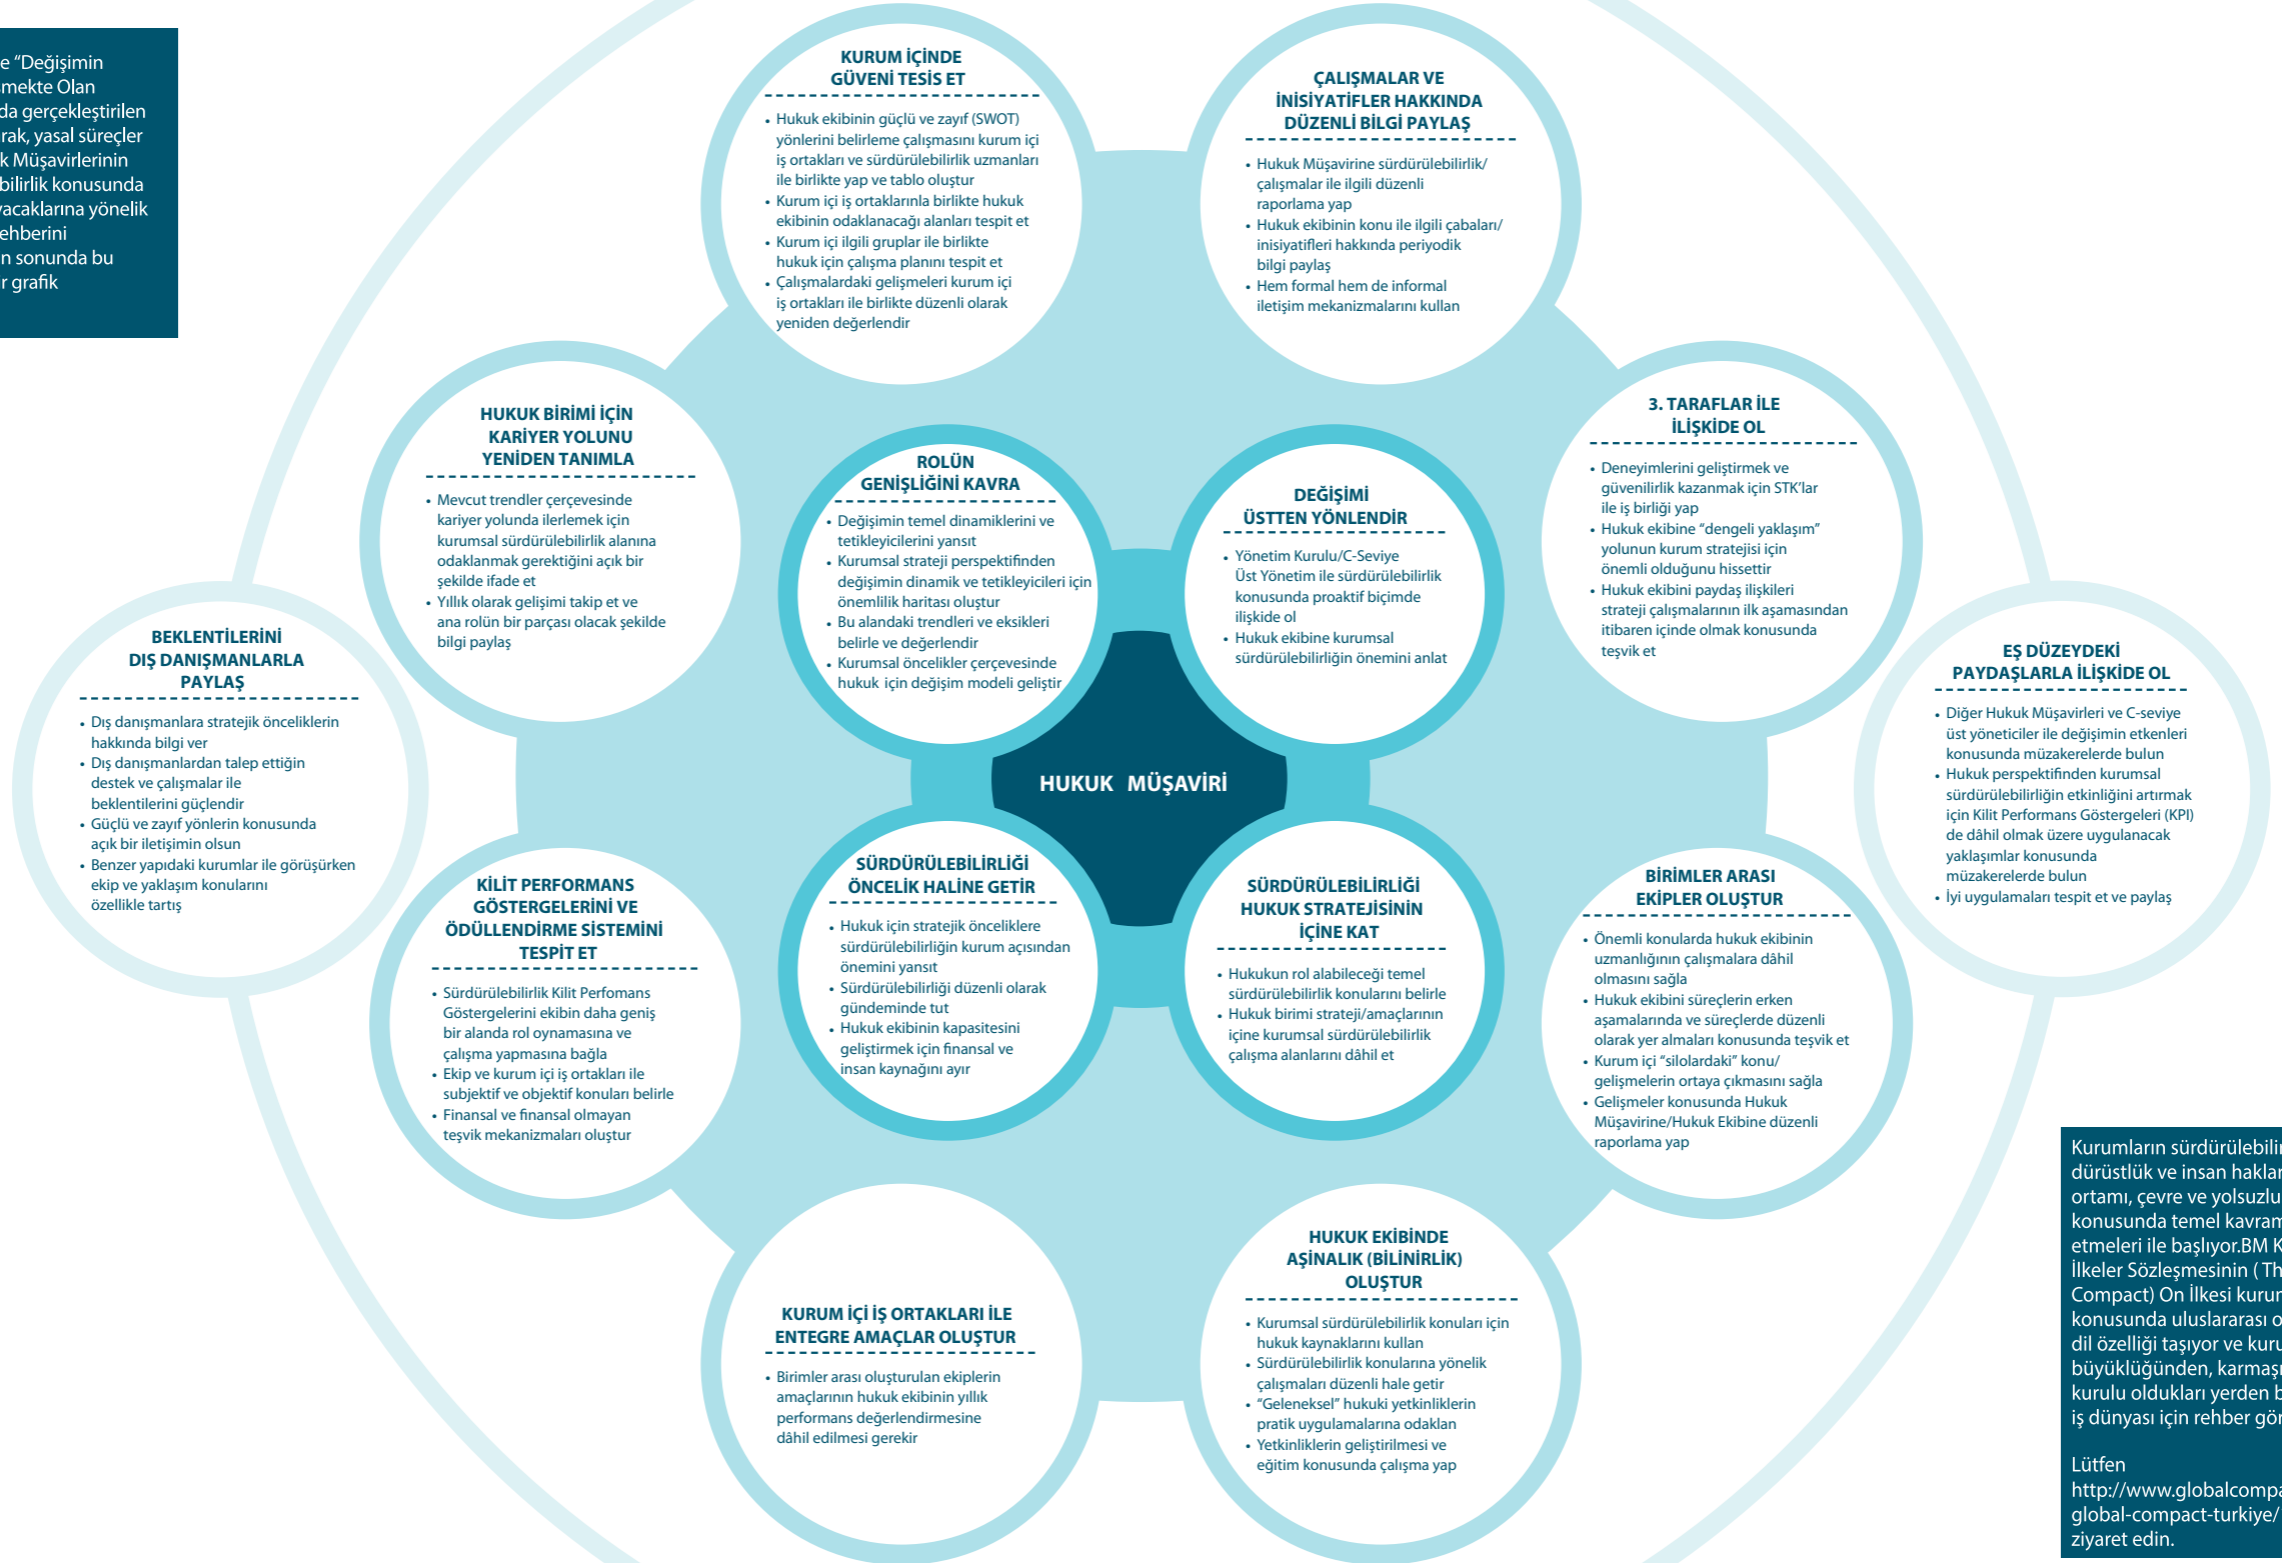 e “Değişimin
mekte Olan
da gerçekleştirilen
rak, yasal süreçler
k Müşavirlerinin
bilirlik konusunda
yacaklarına yönelik
ehberini
n sonunda bu
r grafik
KURUM İÇİNDE
GÜVENİ TESİS ET
• Hukuk ekibinin güçlü ve zayıf (SWOT)
yönlerini belirleme çalışmasını kurum içi
iş ortakları ve sürdürülebilirlik uzmanları
ile birlikte yap ve tablo oluştur
• Kurum içi iş ortaklarınla birlikte hukuk
ekibinin odaklanacağı alanları tespit et
• Kurum içi ilgili gruplar ile birlikte
hukuk için çalışma planını tespit et
• Çalışmalardaki gelişmeleri kurum içi
iş ortakları ile birlikte düzenli olarak
yeniden değerlendir
ÇALIŞMALAR VE
İNİSİYATİFLER HAKKINDA
DÜZENLİ BİLGİ PAYLAŞ
• Hukuk Müşavirine sürdürülebilirlik/
çalışmalar ile ilgili düzenli
raporlama yap
• Hukuk ekibinin konu ile ilgili çabaları/
inisiyatifleri hakkında periyodik
bilgi paylaş
• Hem formal hem de informal
iletişim mekanizmalarını kullan
HUKUK BİRİMİ İÇİN
KARİYER YOLUNU
YENİDEN TANIMLA
• Mevcut trendler çerçevesinde
kariyer yolunda ilerlemek için
kurumsal sürdürülebilirlik alanına
odaklanmak gerektiğini açık bir
şekilde ifade et
• Yıllık olarak gelişimi takip et ve
ana rolün bir parçası olacak şekilde
bilgi paylaş
ROLÜN
GENİŞLİĞİNİ KAVRA
• Değişimin temel dinamiklerini ve
tetikleyicilerini yansıt
• Kurumsal strateji perspektifinden
değişimin dinamik ve tetikleyicileri için
önemlilik haritası oluştur
• Bu alandaki trendleri ve eksikleri
belirle ve değerlendir
• Kurumsal öncelikler çerçevesinde
hukuk için değişim modeli geliştir
DEĞİŞİMİ
ÜSTTEN YÖNLENDİR
• Yönetim Kurulu/C-Seviye
Üst Yönetim ile sürdürülebilirlik
konusunda proaktif biçimde
ilişkide ol
• Hukuk ekibine kurumsal
sürdürülebilirliğin önemini anlat
3. TARAFLAR İLE
İLİŞKİDE OL
• Deneyimlerini geliştirmek ve
güvenilirlik kazanmak için STK’lar
ile iş birliği yap
• Hukuk ekibine “dengeli yaklaşım”
yolunun kurum stratejisi için
önemli olduğunu hissettir
• Hukuk ekibini paydaş ilişkileri
strateji çalışmalarının ilk aşamasından
itibaren içinde olmak konusunda
teşvik et
BEKLENTİLERİNİ
DIŞ DANIŞMANLARLA
PAYLAŞ
• Dış danışmanlara stratejik önceliklerin
hakkında bilgi ver
• Dış danışmanlardan talep ettiğin
destek ve çalışmalar ile
beklentilerini güçlendir
• Güçlü ve zayıf yönlerin konusunda
açık bir iletişimin olsun
• Benzer yapıdaki kurumlar ile görüşürken
ekip ve yaklaşım konularını
özellikle tartış
HUKUK MÜŞAVİRİ
EŞ DÜZEYDEKİ
PAYDAŞLARLA İLİŞKİDE OL
• Diğer Hukuk Müşavirleri ve C-seviye
üst yöneticiler ile değişimin etkenleri
konusunda müzakerelerde bulun
• Hukuk perspektifinden kurumsal
sürdürülebilirliğin etkinliğini artırmak
için Kilit Performans Göstergeleri (KPI)
de dâhil olmak üzere uygulanacak
yaklaşımlar konusunda
müzakerelerde bulun
• İyi uygulamaları tespit et ve paylaş
KİLİT PERFORMANS
GÖSTERGELERİNİ VE
ÖDÜLLENDİRME SİSTEMİNİ
TESPİT ET
• Sürdürülebilirlik Kilit Perfomans
Göstergelerini ekibin daha geniş
bir alanda rol oynamasına ve
çalışma yapmasına bağla
• Ekip ve kurum içi iş ortakları ile
subjektif ve objektif konuları belirle
• Finansal ve finansal olmayan
teşvik mekanizmaları oluştur
SÜRDÜRÜLEBİLİRLİĞİ
ÖNCELİK HALİNE GETİR
• Hukuk için stratejik önceliklere
sürdürülebilirliğin kurum açısından
önemini yansıt
• Sürdürülebilirliği düzenli olarak
gündeminde tut
• Hukuk ekibinin kapasitesini
geliştirmek için finansal ve
insan kaynağını ayır
SÜRDÜRÜLEBİLİRLİĞİ
HUKUK STRATEJİSİNİN
İÇİNE KAT
• Hukukun rol alabileceği temel
sürdürülebilirlik konularını belirle
• Hukuk birimi strateji/amaçlarının
içine kurumsal sürdürülebilirlik
çalışma alanlarını dâhil et
BİRİMLER ARASI
EKİPLER OLUŞTUR
• Önemli konularda hukuk ekibinin
uzmanlığının çalışmalara dâhil
olmasını sağla
• Hukuk ekibini süreçlerin erken
aşamalarında ve süreçlerde düzenli
olarak yer almaları konusunda teşvik et
• Kurum içi “silolardaki” konu/
gelişmelerin ortaya çıkmasını sağla
• Gelişmeler konusunda Hukuk
Müşavirine/Hukuk Ekibine düzenli
raporlama yap
KURUM İÇİ İŞ ORTAKLARI İLE
ENTEGRE AMAÇLAR OLUŞTUR
• Birimler arası oluşturulan ekiplerin
amaçlarının hukuk ekibinin yıllık
performans değerlendirmesine
dâhil edilmesi gerekir
HUKUK EKİBİNDE
AŞİNALIK (BİLİNİRLİK)
OLUŞTUR
• Kurumsal sürdürülebilirlik konuları için
hukuk kaynaklarını kullan
• Sürdürülebilirlik konularına yönelik
çalışmaları düzenli hale getir
• “Geleneksel” hukuki yetkinliklerin
pratik uygulamalarına odaklan
• Yetkinliklerin geliştirilmesi ve
eğitim konusunda çalışma yap
Kurumların sürdürülebilir
dürüstlük ve insan haklar
ortamı, çevre ve yolsuzlu
konusunda temel kavram
etmeleri ile başlıyor.BM K
İlkeler Sözleşmesinin ( Th
Compact) On İlkesi kurum
konusunda uluslararası o
dil özelliği taşıyor ve kuru
büyüklüğünden, karmaşı
kurulu oldukları yerden b
iş dünyası için rehber gör
Lütfen
http://www.globalcompa
global-compact-turkiye/
ziyaret edin.